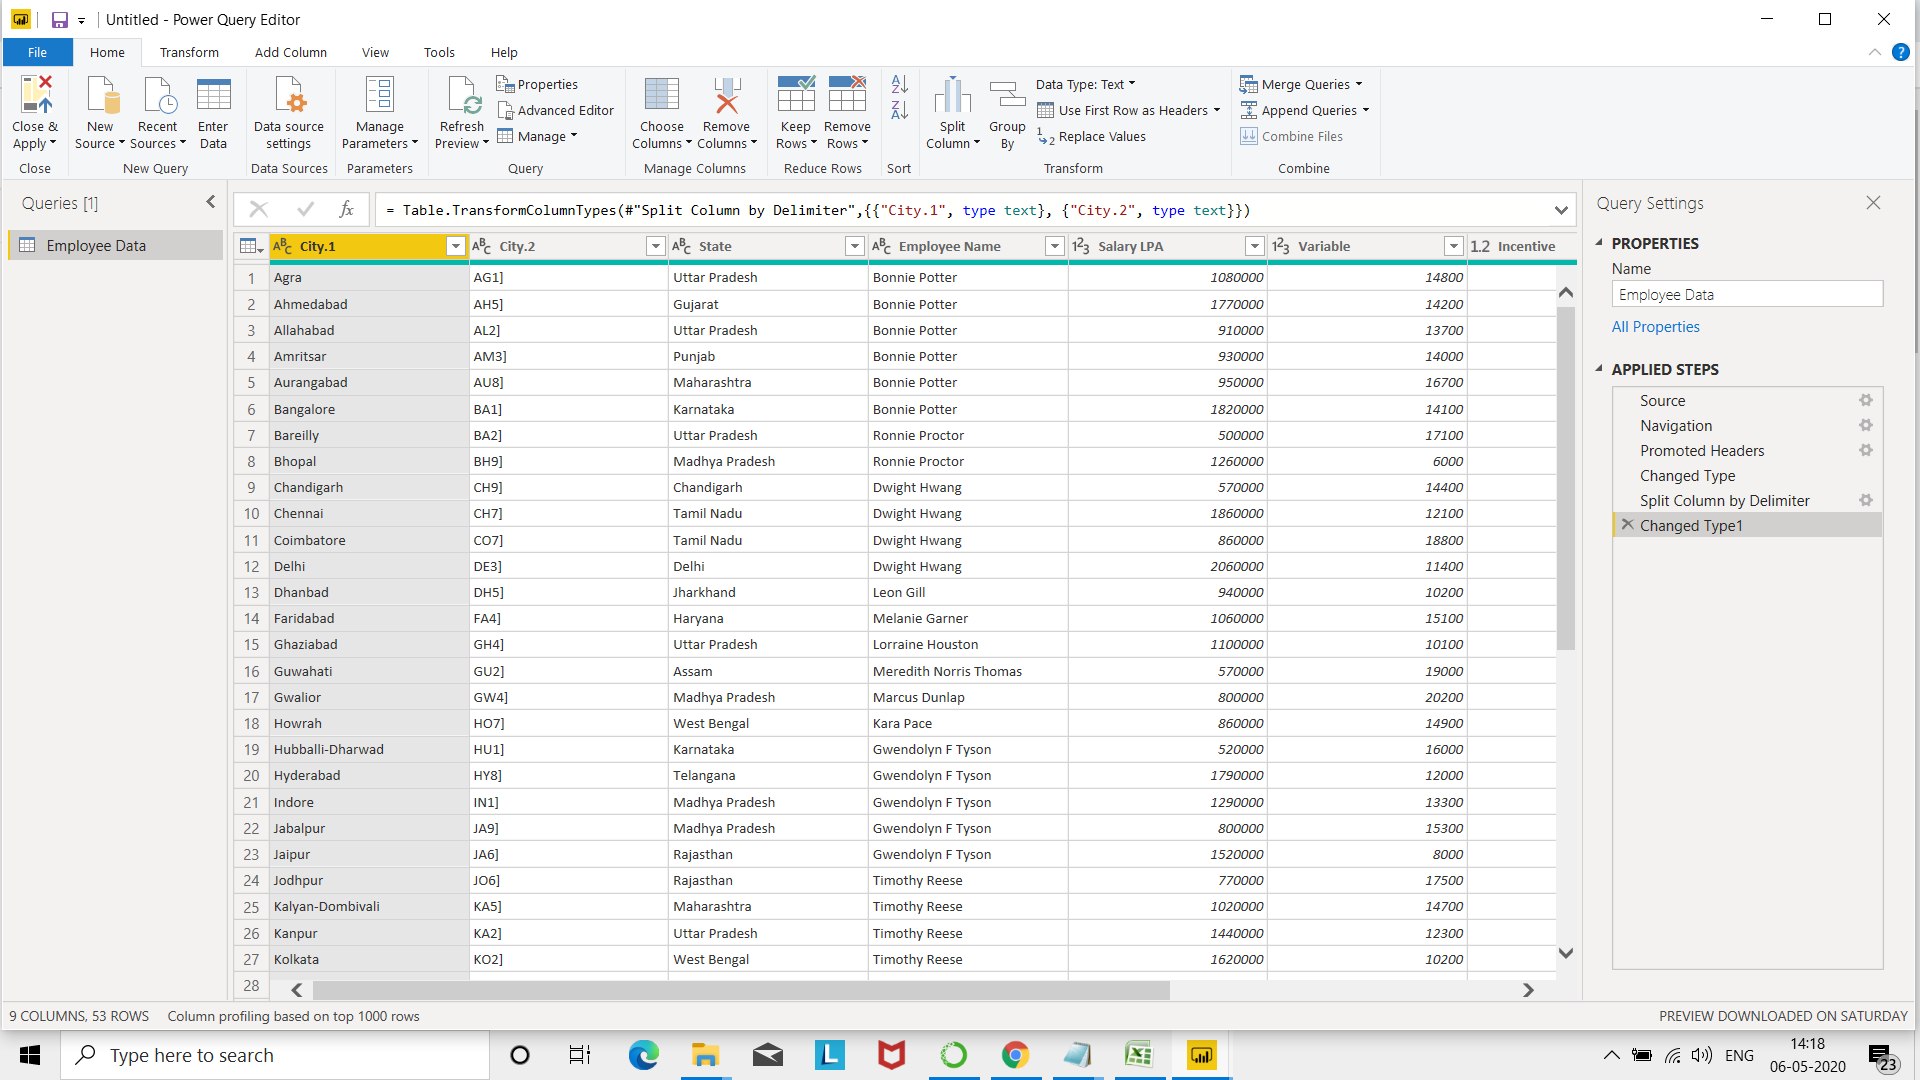 Untitled - Power Query Editor
File Home Transform Add Column View Tools Help
Close & Apply
New Source
Recent Sources
Enter Data
Data source settings
Manage Parameters
Refresh Preview
Properties
Advanced Editor
Manage
Choose Columns
Remove Columns
Keep Rows
Remove Rows
Split Column
Group By
Data Type: Text
Use First Row as Headers
Replace Values
Merge Queries
Append Queries
Combine Files
Close New Query Data Sources Parameters Query Manage Columns Reduce Rows Sort Transform Combine
Queries [1]
Employee Data
fx = Table.TransformColumnTypes(#"Split Column by Delimiter",{{"City.1", type text}, {"City.2", type text}})
City.1 City.2 State Employee Name Salary LPA Variable 1.2 Incentive
1 Agra AG1] Uttar Pradesh Bonnie Potter 1080000 14800
2 Ahmedabad AH5] Gujarat Bonnie Potter 1770000 14200
3 Allahabad AL2] Uttar Pradesh Bonnie Potter 910000 13700
4 Amritsar AM3] Punjab Bonnie Potter 930000 14000
5 Aurangabad AU8] Maharashtra Bonnie Potter 950000 16700
6 Bangalore BA1] Karnataka Bonnie Potter 1820000 14100
7 Bareilly BA2] Uttar Pradesh Ronnie Proctor 500000 17100
8 Bhopal BH9] Madhya Pradesh Ronnie Proctor 1260000 6000
9 Chandigarh CH9] Chandigarh Dwight Hwang 570000 14400
10 Chennai CH7] Tamil Nadu Dwight Hwang 1860000 12100
11 Coimbatore CO7] Tamil Nadu Dwight Hwang 860000 18800
12 Delhi DE3] Delhi Dwight Hwang 2060000 11400
13 Dhanbad DH5] Jharkhand Leon Gill 940000 10200
14 Faridabad FA4] Haryana Melanie Garner 1060000 15100
15 Ghaziabad GH4] Uttar Pradesh Lorraine Houston 1100000 10100
16 Guwahati GU2] Assam Meredith Norris Thomas 570000 19000
17 Gwalior GW4] Madhya Pradesh Marcus Dunlap 800000 20200
18 Howrah HO7] West Bengal Kara Pace 860000 14900
19 Hubballi-Dharwad HU1] Karnataka Gwendolyn F Tyson 520000 16000
20 Hyderabad HY8] Telangana Gwendolyn F Tyson 1790000 12000
21 Indore IN1] Madhya Pradesh Gwendolyn F Tyson 1290000 13300
22 Jabalpur JA9] Madhya Pradesh Gwendolyn F Tyson 800000 15300
23 Jaipur JA6] Rajasthan Gwendolyn F Tyson 1520000 8000
24 Jodhpur JO6] Rajasthan Timothy Reese 770000 17500
25 Kalyan-Dombivali KA5] Maharashtra Timothy Reese 1020000 14700
26 Kanpur KA2] Uttar Pradesh Timothy Reese 1440000 12300
27 Kolkata KO2] West Bengal Timothy Reese 1620000 10200
28
Query Settings
PROPERTIES
Name
Employee Data
All Properties
APPLIED STEPS
Source
Navigation
Promoted Headers
Changed Type
Split Column by Delimiter
Changed Type1
9 COLUMNS, 53 ROWS Column profiling based on top 1000 rows PREVIEW DOWNLOADED ON SATURDAY
Type here to search
ENG
14:18
06-05-2020
23